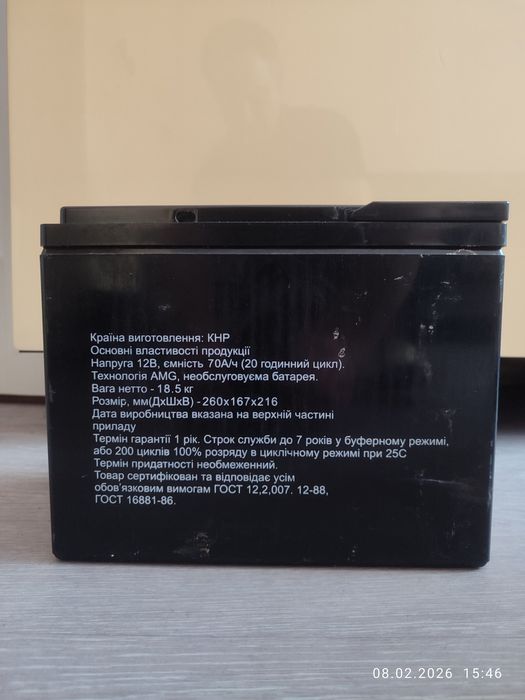 Країна виготовлення: КНР
Основні властивості продукції
Напруга 12В, ємність 70А/ч (20 годинний цикл).
Технологія AMG, необслуговуєма батарея.
Вага нетто - 18.5 кг
Розмір, мм(ДхШхВ) - 260x167x216
Дата виробництва вказана на верхній частині
приладу
Термін гарантії 1 рік. Строк служби до 7 років у буферному режимі,
або 200 циклів 100% розряду в циклічному режимі при 25С
Термін придатності необмежений.
Товар сертифікован та відповідає усім
обов'язковим вимогам ГОСТ 12,2,007. 12-88,
ГОСТ 16881-86.
08.02.2026 15:46